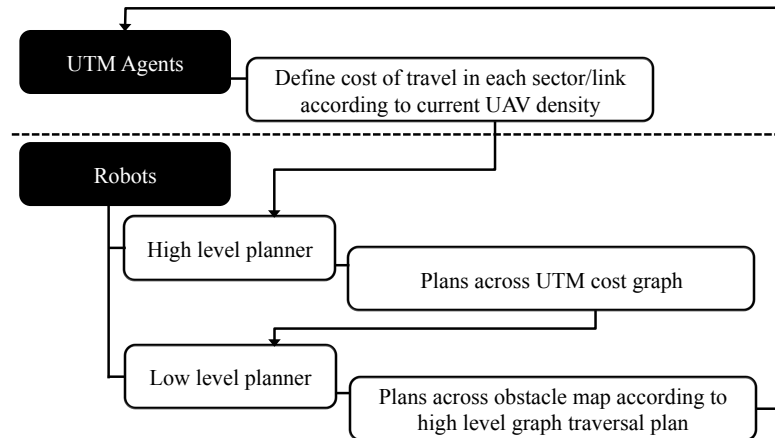 UTM Agents
Define cost of travel in each sector/link
according to current UAV density
Robots
High level planner
Plans across UTM cost graph
Low level planner
Plans across obstacle map according to
high level graph traversal plan